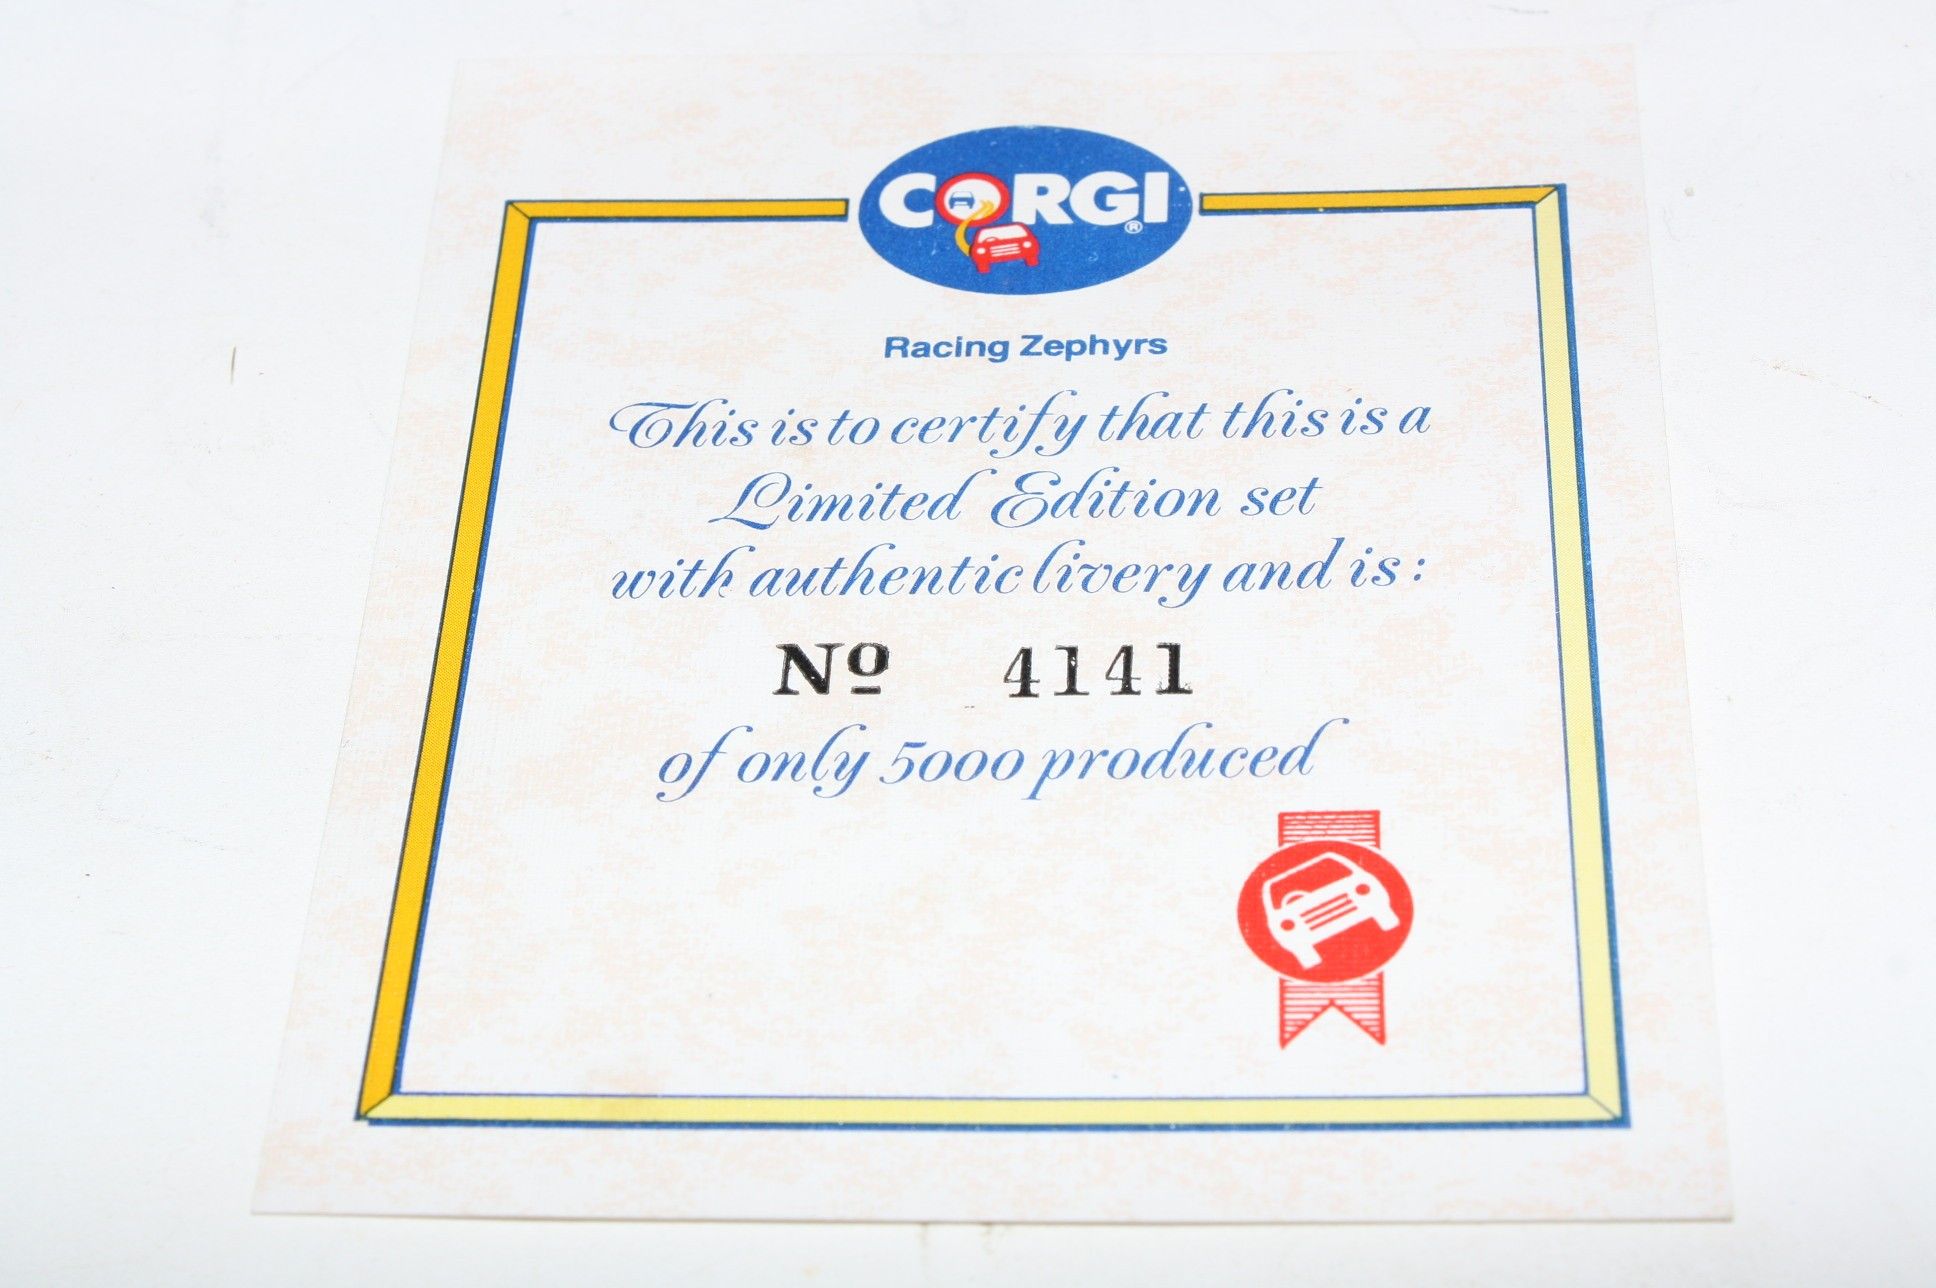 CORGI®
Racing Zephyrs
This is to certify that this is a
Limited Edition set
with authentic livery and is:
Nº 4141
of only 5000 produced